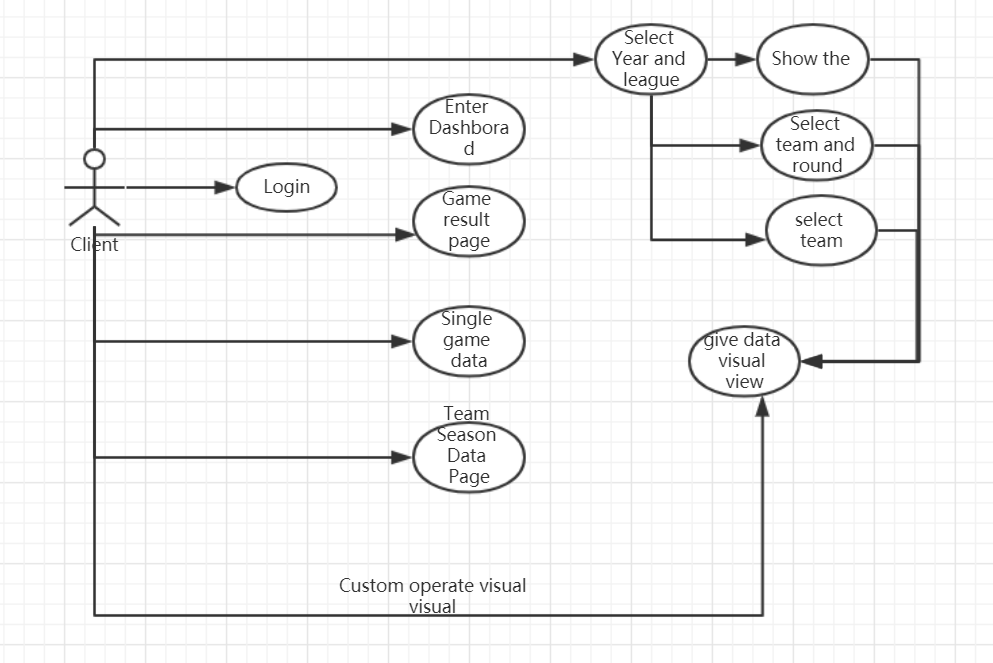 Select
Year and
league
Show the
Enter
Dashbora
d
Select
team and
round
Login
Game
result
page
select
team
Client
Single
game
data
give data
visual
view
Team
Season
Data
Page
Custom operate visual
visual